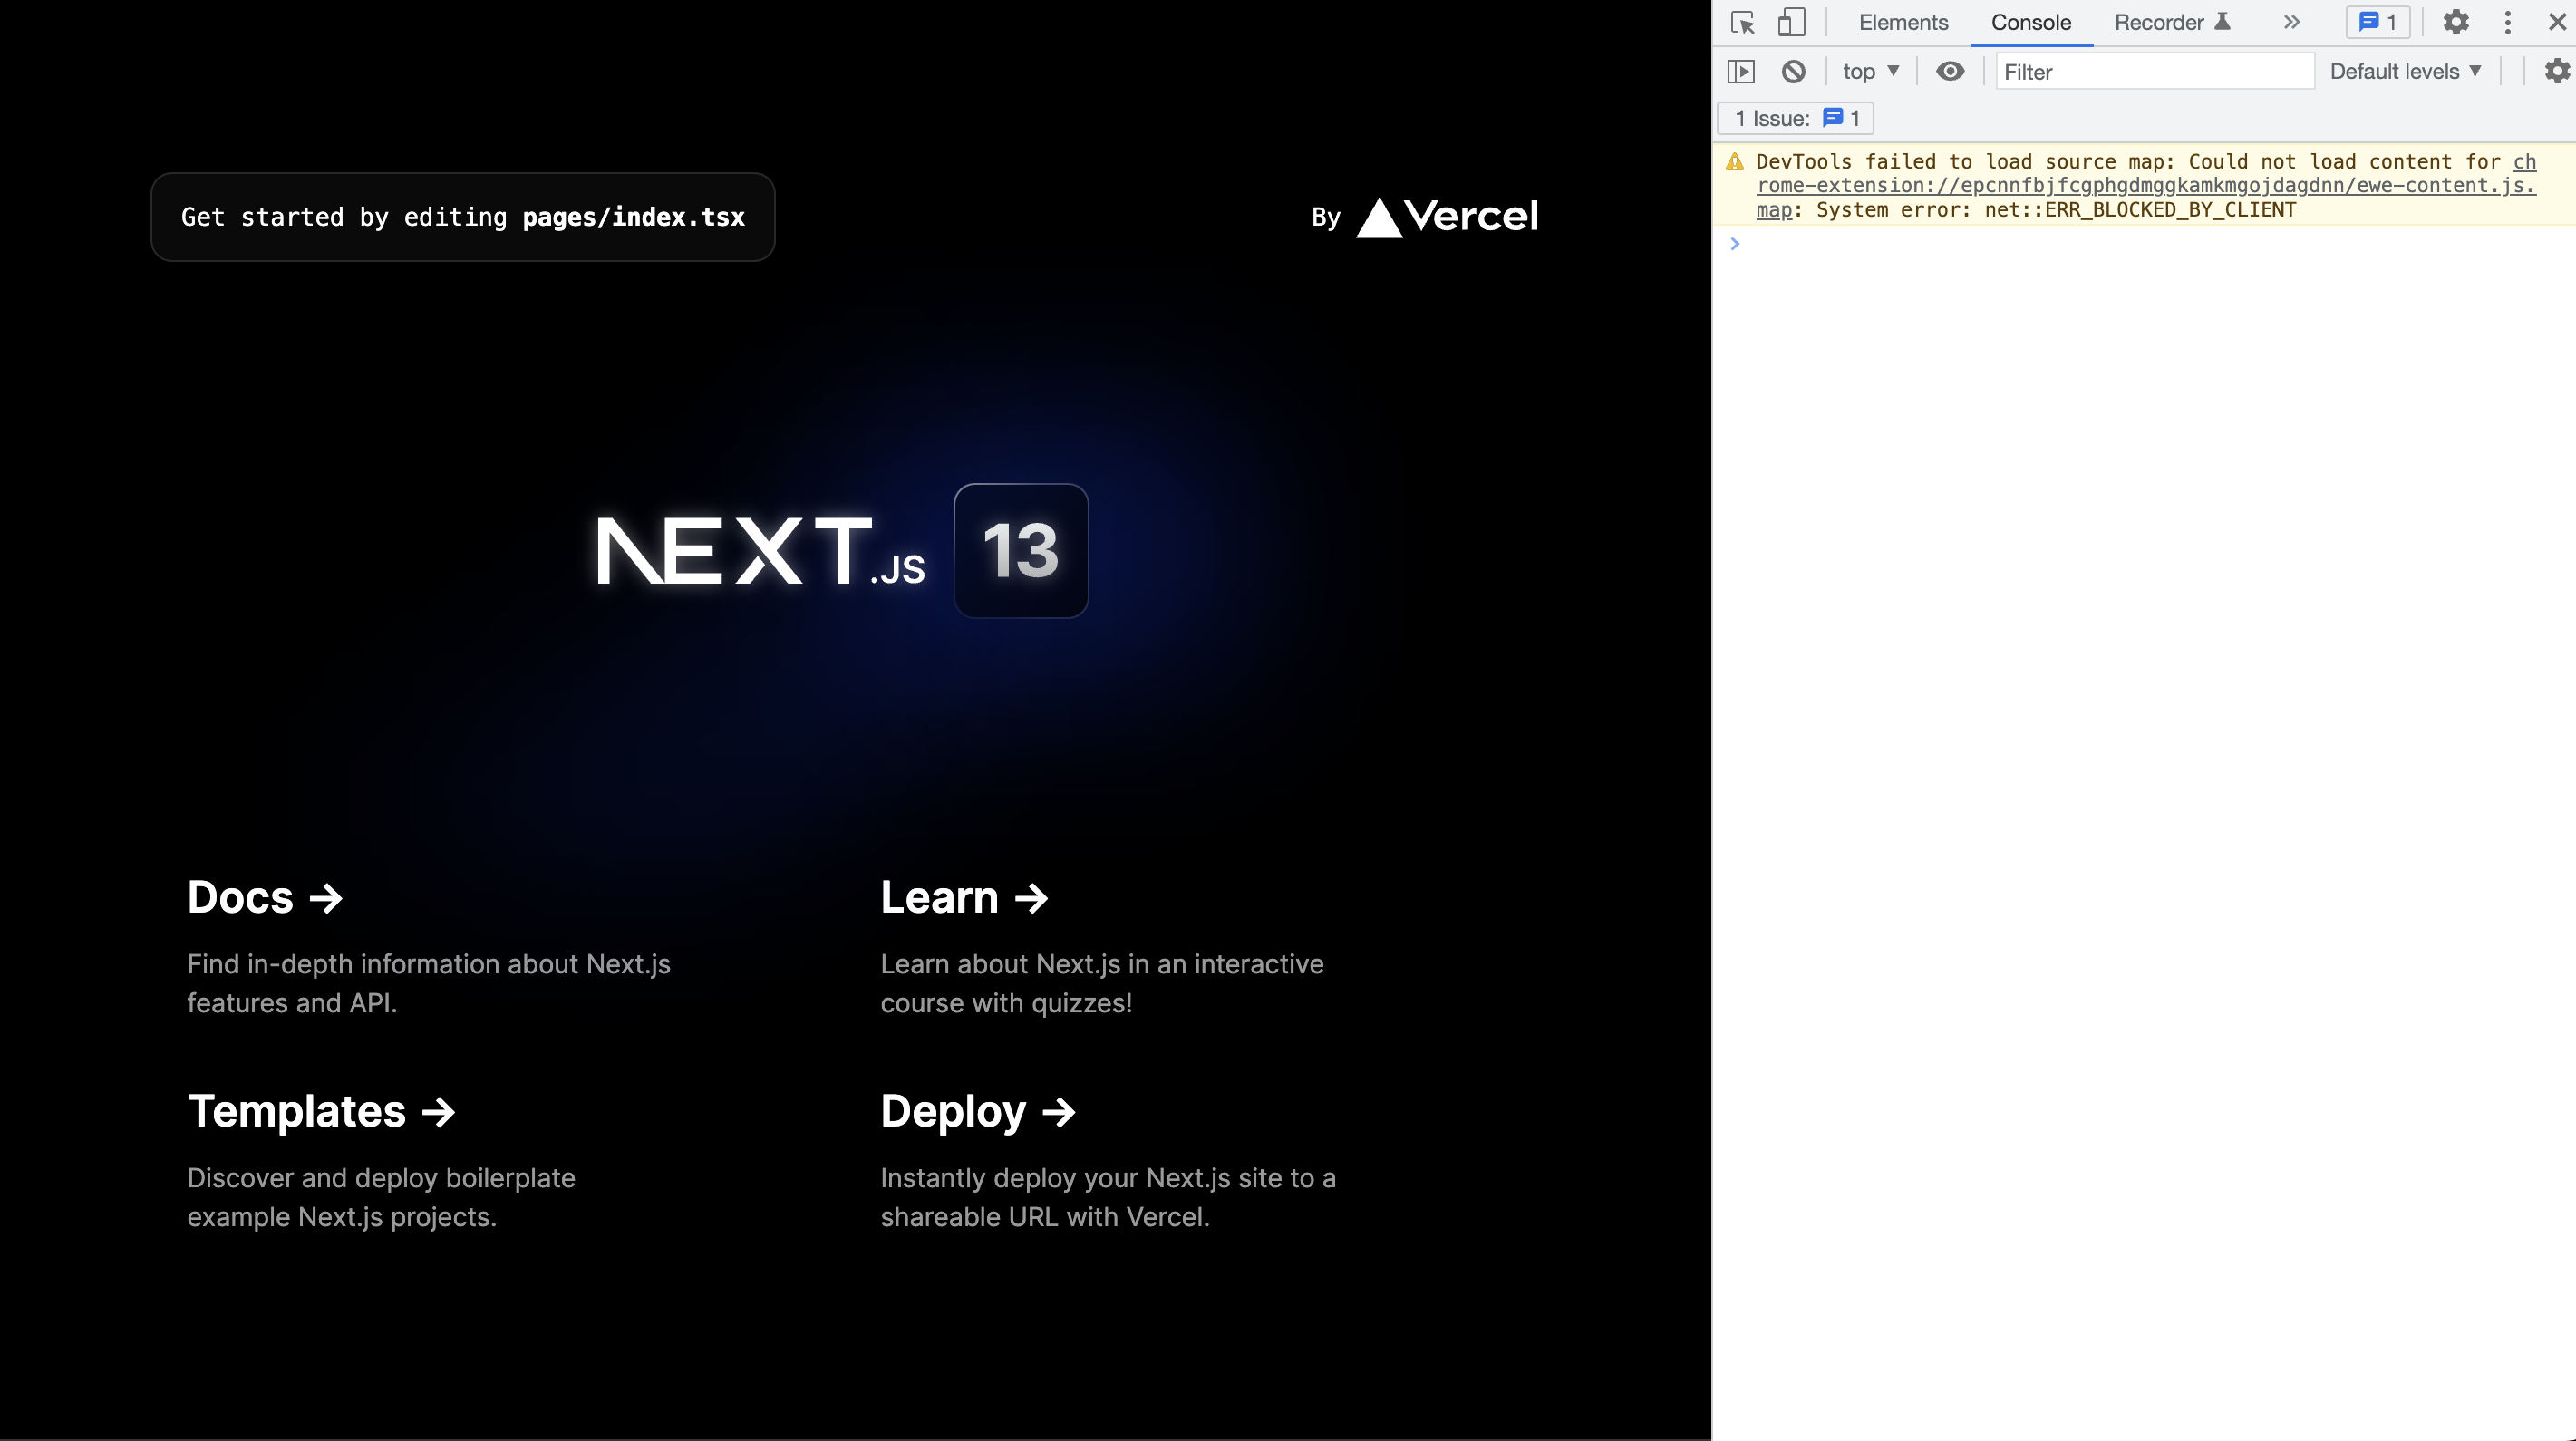 Get started by editing pages/index.tsx
By Vercel
NEXT.JS 13
Docs ->
Find in-depth information about Next.js
features and API.
Learn ->
Learn about Next.js in an interactive
course with quizzes!
Templates ->
Discover and deploy boilerplate
example Next.js projects.
Deploy ->
Instantly deploy your Next.js site to a
shareable URL with Vercel.
Elements Console Recorder 1
top Filter Default levels
1 Issue: 1
DevTools failed to load source map: Could not load content for ch
rome-extension://epcnnfbjfcgphgdmggkamkmgojdagdnn/ewe-content.js.
map: System error: net::ERR_BLOCKED_BY_CLIENT